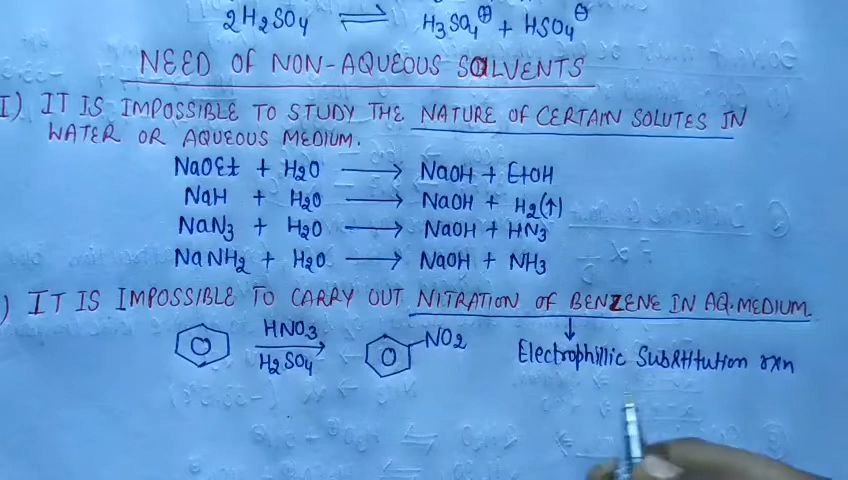 2H₂SO₄ ⇌ H₃SO₄⊕ + HSO₄⊖
NEED OF NON-AQUEOUS SOLVENTS
I) IT IS IMPOSSIBLE TO STUDY THE NATURE OF CERTAIN SOLUTES IN
WATER OR AQUEOUS MEDIUM.
NaOEt + H₂O → NaOH + EtOH
NaH + H₂O → NaOH + H₂(↑)
NaN₃ + H₂O → NaOH + HN₃
NaNH₂ + H₂O → NaOH + NH₃
) IT IS IMPOSSIBLE TO CARRY OUT NITRATION OF BENZENE IN AQ. MEDIUM.
HNO₃
H₂SO₄
→
NO₂
↓
Electrophillic Substitution rxn